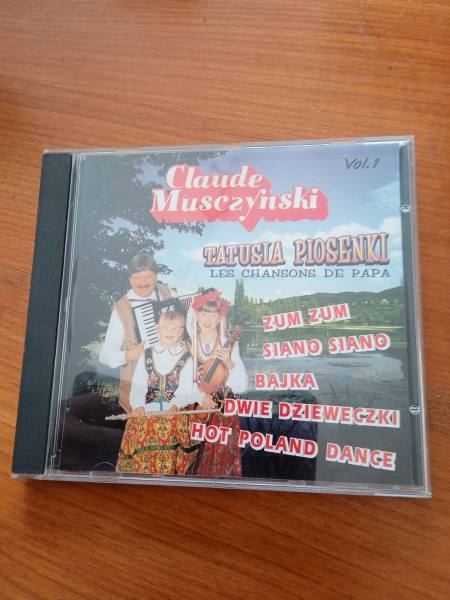 Vol.1
Claude
Musczynski
TATUSIA PIOSENKI
LES CHANSONS DE PAPA
ZUM ZUM
SIANO SIANO
BAJKA
DWIE DZIEWECZKI
HOT POLAND DANCE